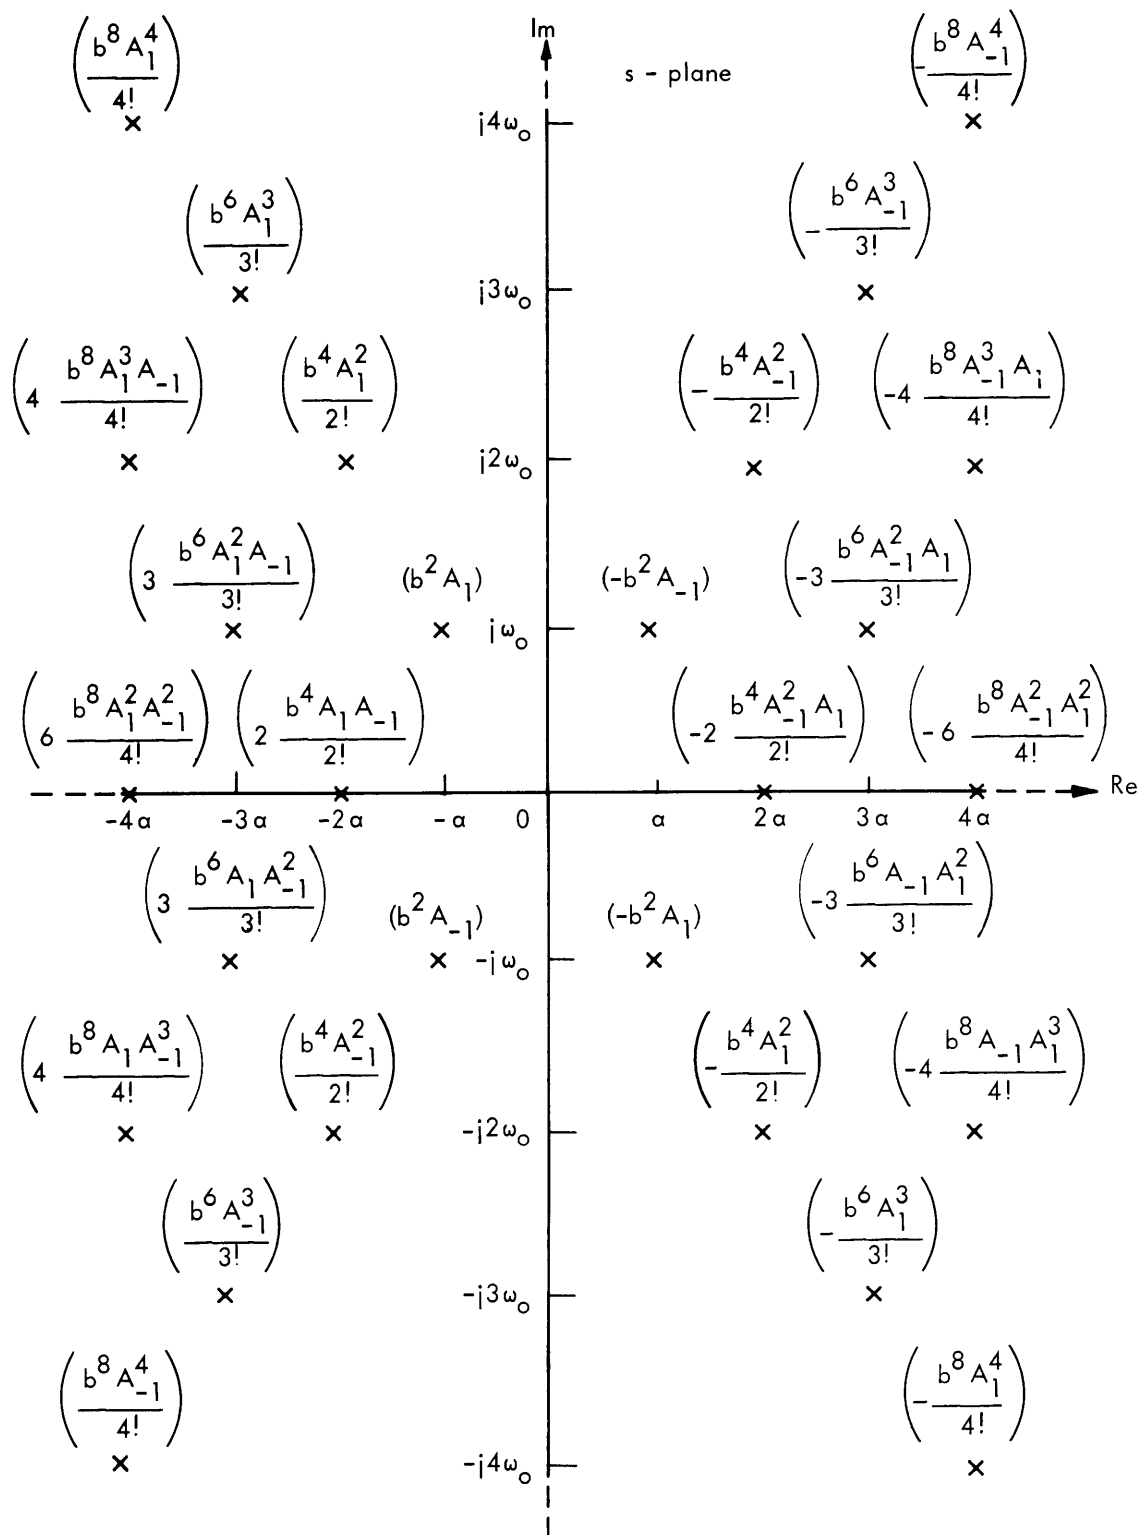 Im
s - plane
(b^8 A_1^4 / 4!)
(-b^8 A_{-1}^4 / 4!)
j4ω_o
(b^6 A_1^3 / 3!)
(- b^6 A_{-1}^3 / 3!)
j3ω_o
(4 b^8 A_1^3 A_{-1} / 4!)
(b^4 A_1^2 / 2!)
(- b^4 A_{-1}^2 / 2!)
(-4 b^8 A_{-1}^3 A_1 / 4!)
j2ω_o
(3 b^6 A_1^2 A_{-1} / 3!)
(b^2 A_1)
(-b^2 A_{-1})
(-3 b^6 A_{-1}^2 A_1 / 3!)
jω_o
(6 b^8 A_1^2 A_{-1}^2 / 4!)
(2 b^4 A_1 A_{-1} / 2!)
(-2 b^4 A_{-1}^2 A_1 / 2!)
(- 6 b^8 A_{-1}^2 A_1^2 / 4!)
Re
-4α -3α -2α -α 0 α 2α 3α 4α
(3 b^6 A_1 A_{-1}^2 / 3!)
(b^2 A_{-1})
(-b^2 A_1)
(-3 b^6 A_{-1} A_1^2 / 3!)
-jω_o
(4 b^8 A_1 A_{-1}^3 / 4!)
(b^4 A_{-1}^2 / 2!)
(- b^4 A_1^2 / 2!)
(-4 b^8 A_{-1} A_1^3 / 4!)
-j2ω_o
(b^6 A_{-1}^3 / 3!)
(- b^6 A_1^3 / 3!)
-j3ω_o
(b^8 A_{-1}^4 / 4!)
(- b^8 A_1^4 / 4!)
-j4ω_o